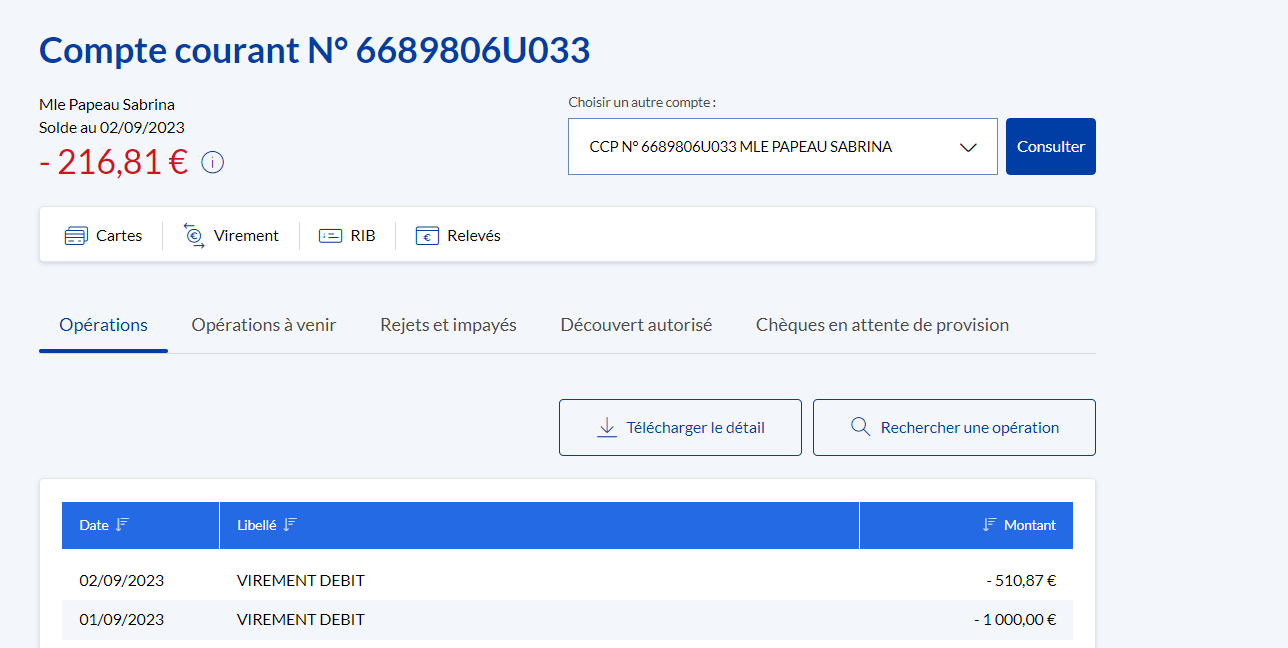 Compte courant N° 6689806U033
Mle Papeau Sabrina
Solde au 02/09/2023
- 216,81 €
Choisir un autre compte :
CCP N° 6689806U033 MLE PAPEAU SABRINA
Consulter
Cartes Virement RIB Relevés
Opérations Opérations à venir Rejets et impayés Découvert autorisé Chèques en attente de provision
Télécharger le détail Rechercher une opération
Date Libellé Montant
02/09/2023 VIREMENT DEBIT - 510,87 €
01/09/2023 VIREMENT DEBIT - 1 000,00 €